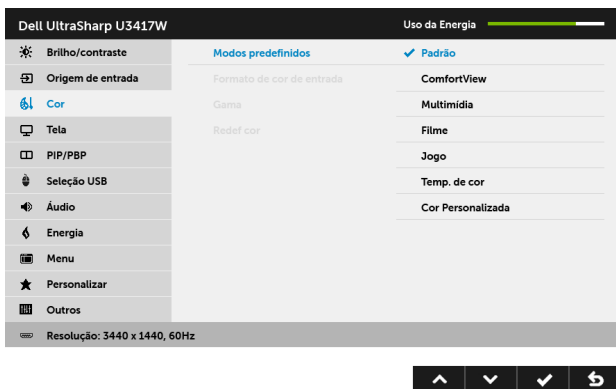 Dell UltraSharp U3417W
Uso da Energia
Brilho/contraste
Modos predefinidos
Padrão
Origem de entrada
Formato de cor de entrada
ComfortView
Cor
Gama
Multimídia
Tela
Redef cor
Filme
PIP/PBP
Jogo
Seleção USB
Temp. de cor
Áudio
Cor Personalizada
Energia
Menu
Personalizar
Outros
Resolução: 3440 x 1440, 60Hz